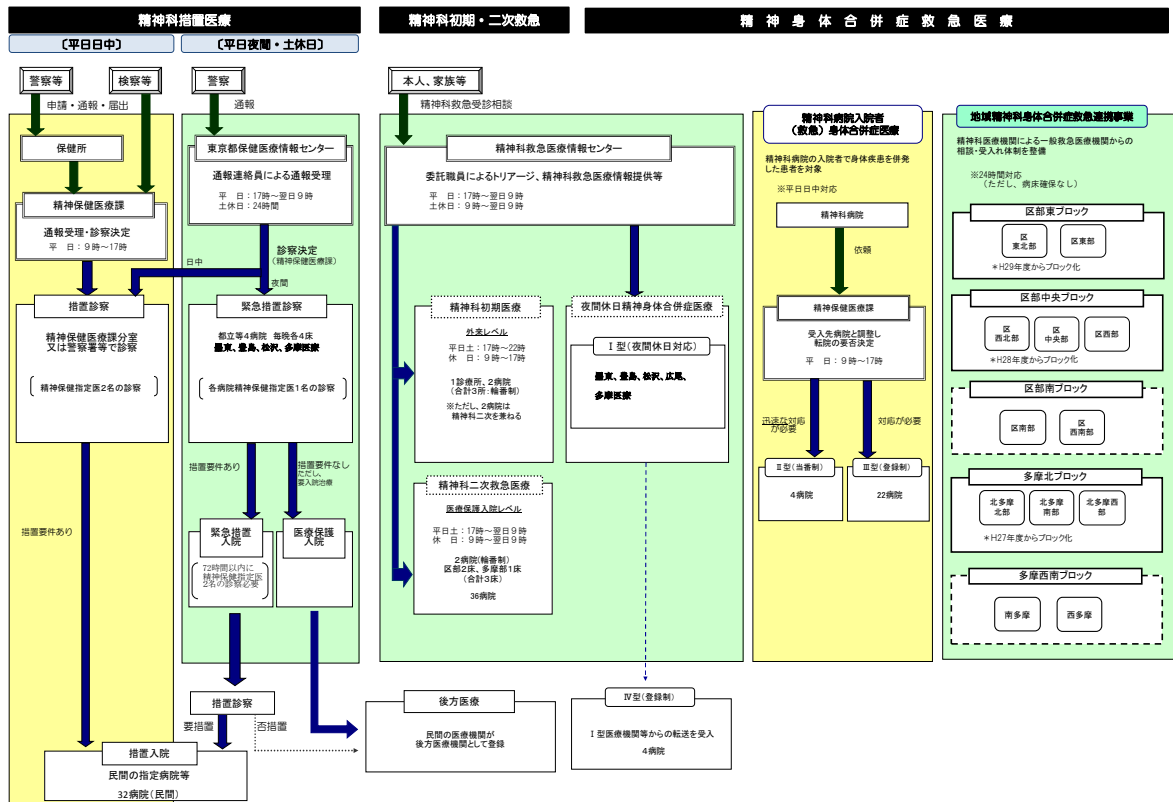 精神科措置医療
〔平日日中〕
〔平日夜間・土休日〕
警察等
検察等
申請・通報・届出
保健所
精神保健医療課
通報受理・診察決定
平　日：９時～17時
措置診察
精神保健医療課分室
又は警察署等で診察
精神保健指定医2名の診察
措置要件あり
警察
通報
東京都保健医療情報センター
通報連絡員による通報受理
平　日：17時～翌日９時
土休日：24時間
診察決定
(精神保健医療課)
日中
夜間
緊急措置診察
都立等４病院　毎晩各４床
墨東、豊島、松沢、多摩医療
各病院精神保健指定医1名の診察
措置要件あり
措置要件なし
ただし、
要入院治療
緊急措置
入院
72時間以内に
精神保健指定医
２名の診察必要
医療保護
入院
措置診察
要措置
否措置
措置入院
民間の指定病院等
32病院(民間)
精神科初期・二次救急
本人、家族等
精神科救急受診相談
精神科救急医療情報センター
委託職員によるトリアージ、精神科救急医療情報提供等
平　日：17時～翌日９時
土休日：９時～翌日９時
精神科初期医療
外来レベル
平日土：17時～22時
休　日：９時～17時
1診療所、2病院
(合計３所：輪番制)
※ただし、２病院は
精神科二次を兼ねる
精神科二次救急医療
医療保護入院レベル
平日土：17時～翌日９時
休　日：９時～翌日９時
2病院(輪番制)
区部２床、多摩部１床
(合計３床)
36病院
後方医療
民間の医療機関が
後方医療機関として登録
精神身体合併症救急医療
夜間休日精神身体合併症医療
Ⅰ型(夜間休日対応)
墨東、豊島、松沢、広尾、
多摩医療
Ⅳ型(登録制)
Ⅰ型医療機関等からの転送を受入
４病院
精神科病院入院者
（救急）身体合併症医療
精神科病院の入院者で身体疾患を併発
した患者を対象
※平日日中対応
精神科病院
依頼
精神保健医療課
受入先病院と調整し
転院の要否決定
平　日：９時～17時
迅速な対応
が必要
対応が必要
Ⅱ型(当番制)
４病院
Ⅲ型(登録制)
22病院
地域精神科身体合併症救急連携事業
精神科医療機関による一般救急医療機関からの
相談・受入れ体制を整備
※24時間対応
（ただし、病床確保なし）
区部東ブロック
区
東北部
区東部
＊H29年度からブロック化
区部中央ブロック
区
西北部
区
中央部
区西部
＊H28年度からブロック化
区部南ブロック
区南部
区
西南部
多摩北ブロック
北多摩
北部
北多摩
南部
北多摩西
部
＊H27年度からブロック化
多摩西南ブロック
南多摩
西多摩